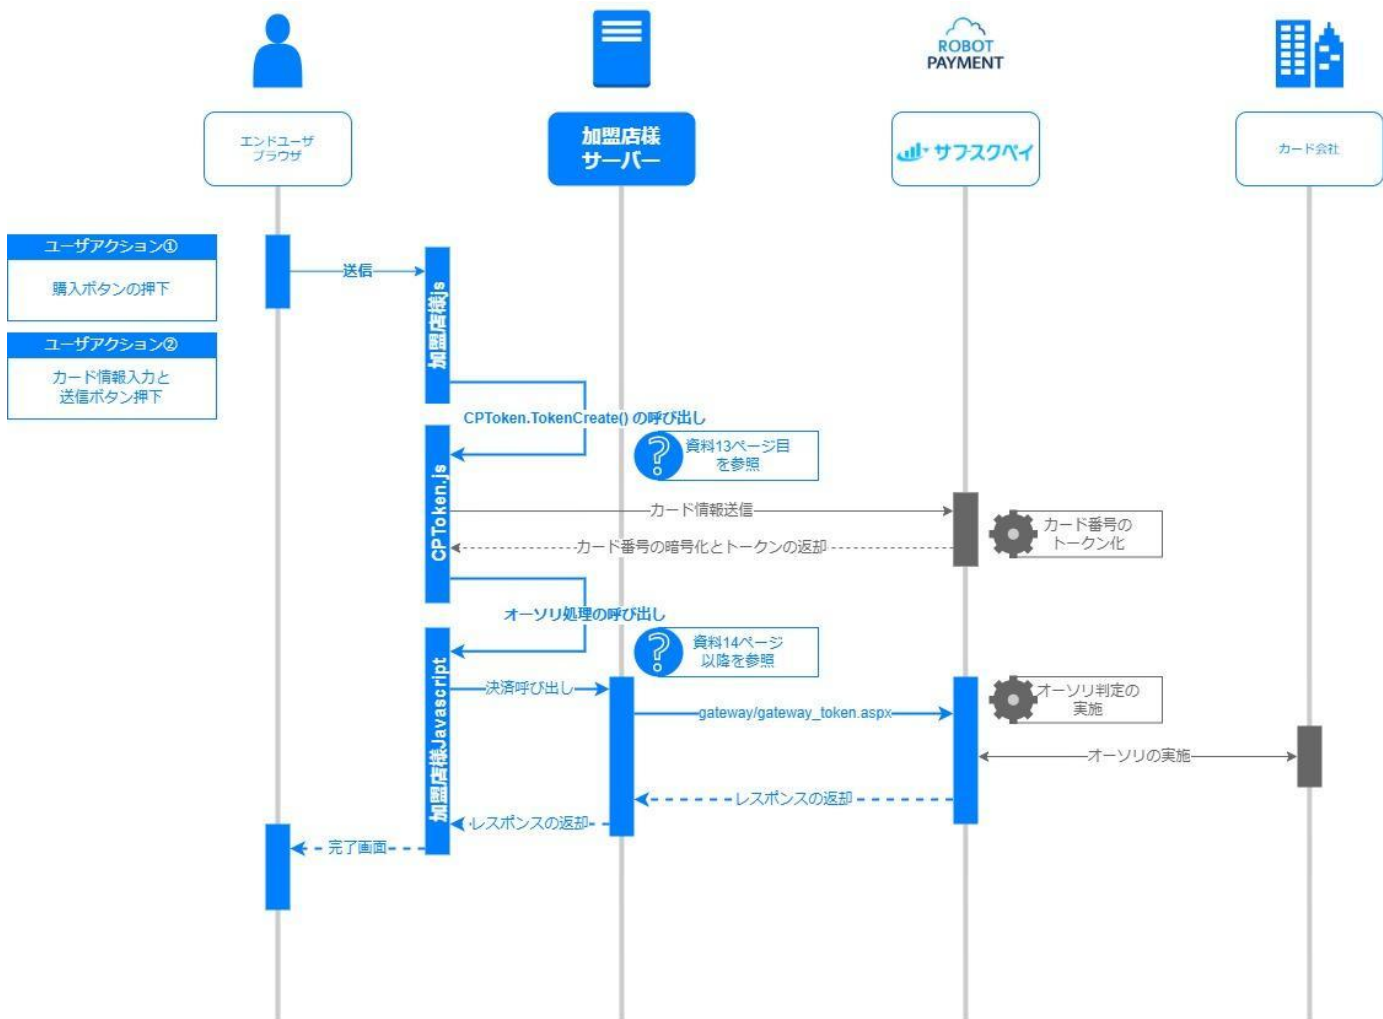 ROBOT
PAYMENT
エンドユーザ
ブラウザ
加盟店様
サーバー
サブスクペイ
カード会社
ユーザアクション①
購入ボタンの押下
送信
加盟店様js
ユーザアクション②
カード情報入力と
送信ボタン押下
CPToken.TokenCreate() の呼び出し
資料13ページ目
を参照
CPToken.js
カード情報送信
カード番号の
トークン化
カード番号の暗号化とトークンの返却
オーソリ処理の呼び出し
資料14ページ
以降を参照
加盟店様Javascript
決済呼び出し
オーソリ判定の
実施
gateway/gateway_token.aspx
オーソリの実施
レスポンスの返却
レスポンスの返却
完了画面